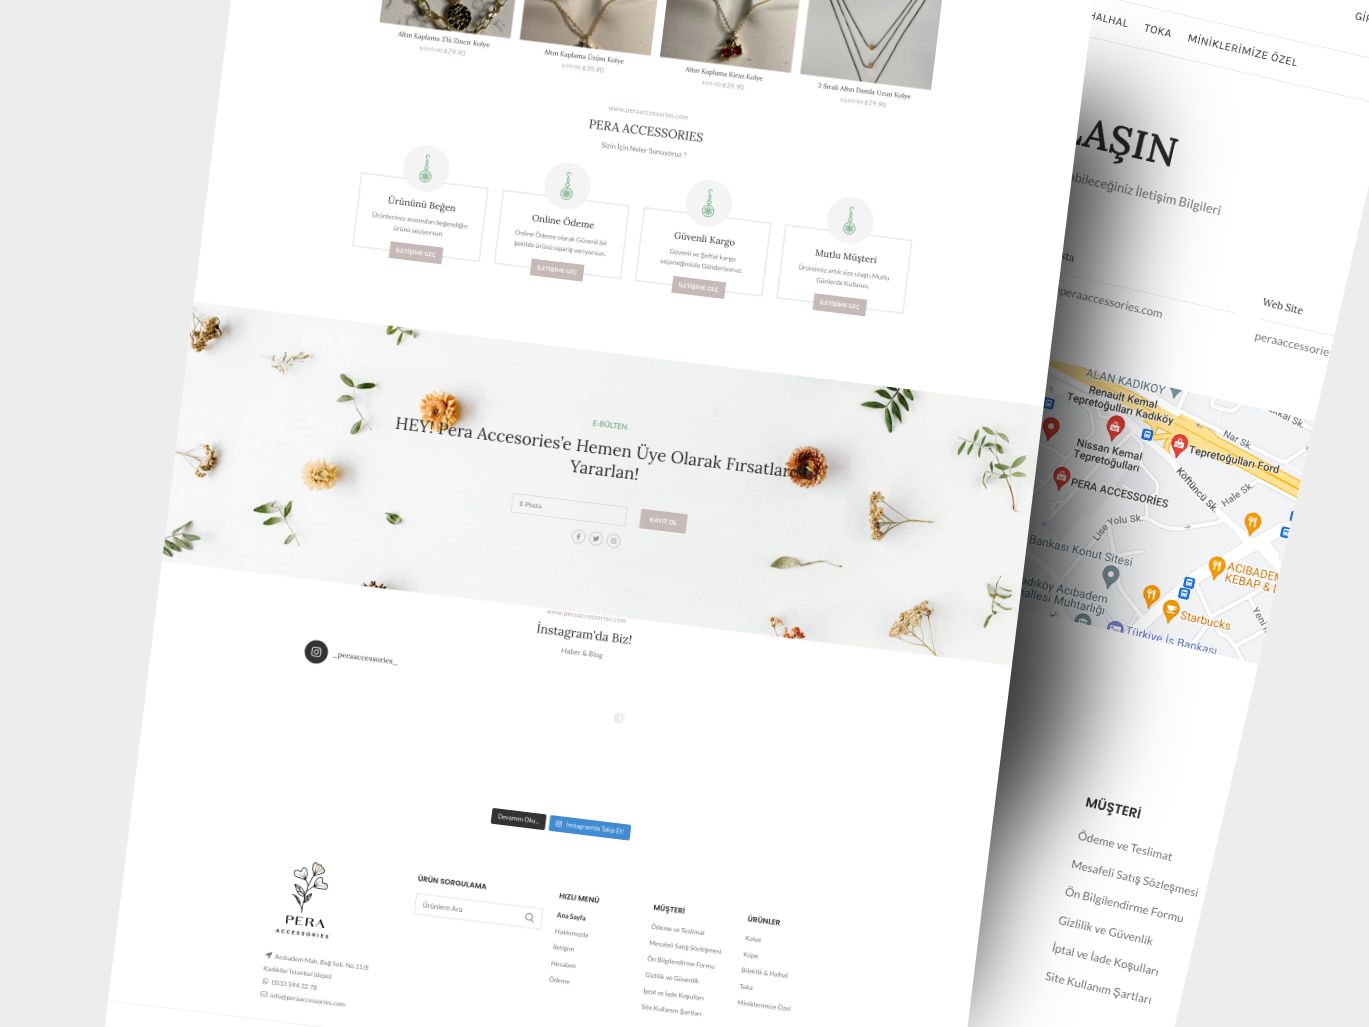 Altın Kaplama 3'lü Zincir Kolye
₺119.90 ₺79.90
Altın Kaplama Üzüm Kolye
₺79.90 ₺39.90
Altın Kaplama Kiraz Kolye
₺79.90 ₺39.90
3 Sıralı Altın Damla Uzun Kolye
₺149.90 ₺79.90
www.peraaccessories.com
PERA ACCESSORIES
Sizin İçin Neler Sunuyoruz ?
Ürününü Beğen
Ürünlerimiz arasından beğendiğin
ürünü seçiyorsun.
İLETİŞİME GEÇ
Online Ödeme
Online Ödeme olarak Güvenli bir
şekilde ürünü sipariş veriyorsun.
İLETİŞİME GEÇ
Güvenli Kargo
Güvenli ve Şeffaf kargo
seçeneğimizle Gönderiyoruz.
İLETİŞİME GEÇ
Mutlu Müşteri
Ürünümüz artık size ulaştı Mutlu
Günlerde Kullanın.
İLETİŞİME GEÇ
E-BÜLTEN
HEY! Pera Accesories'e Hemen Üye Olarak
Yararlan!
E-Posta
KAYIT OL
www.peraaccessories.com
İnstagram'da Biz!
Haber & Blog
_peraaccessories_
Devamını Oku...
İnstagram'da Takip Et!
PERA
ACCESSORIES
Acıbadem Mah. Bağ Sok. No.11/E
Kadıköy/ İstanbul (depo)
0533 594 32 78
info@peraaccessories.com
ÜRÜN SORGULAMA
Ürünlere Ara
HIZLI MENÜ
Ana Sayfa
Hakkımızda
İletişim
Hesabım
Ödeme
MÜŞTERİ
Ödeme ve Teslimat
Mesafeli Satış Sözleşmesi
Ön Bilgilendirme Formu
Gizlilik ve Güvenlik
İptal ve İade Koşulları
Site Kullanım Şartları
ÜRÜNLER
Kolye
Küpe
Bileklik & Halhal
Toka
Miniklerimize Özel
HALHAL TOKA MİNİKLERİMİZE ÖZEL
LAŞIN
abileceğiniz İletişim Bilgileri
sta
peraaccessories.com
Web Site
peraaccessorie
ALAN KADIKOY
Renault Kemal
Tepretoğulları Kadıköy
Nissan Kemal
Tepretoğulları
Tepretoğulları Ford
PERA ACCESSORIES
Nar Sk.
Köftüncü Sk.
Hale Sk.
Lise Yolu Sk.
Bankası Konut Sitesi
adıköy Acıbadem
hallesi Muhtarlığı
ACIBADEM
KEBAP &
Starbucks
Türkiye İş Bankası
Yeni
MÜŞTERİ
Ödeme ve Teslimat
Mesafeli Satış Sözleşmesi
Ön Bilgilendirme Formu
Gizlilik ve Güvenlik
İptal ve İade Koşulları
Site Kullanım Şartları